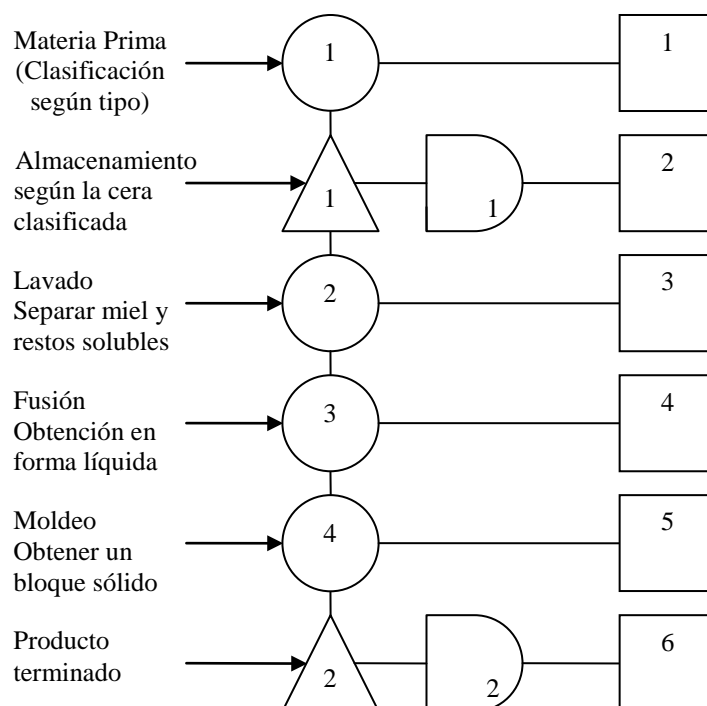 Materia Prima
(Clasificación
según tipo)
1
1
Almacenamiento
según la cera
clasificada
1
1
2
Lavado
Separar miel y
restos solubles
2
3
Fusión
Obtención en
forma líquida
3
4
Moldeo
Obtener un
bloque sólido
4
5
Producto
terminado
2
2
6